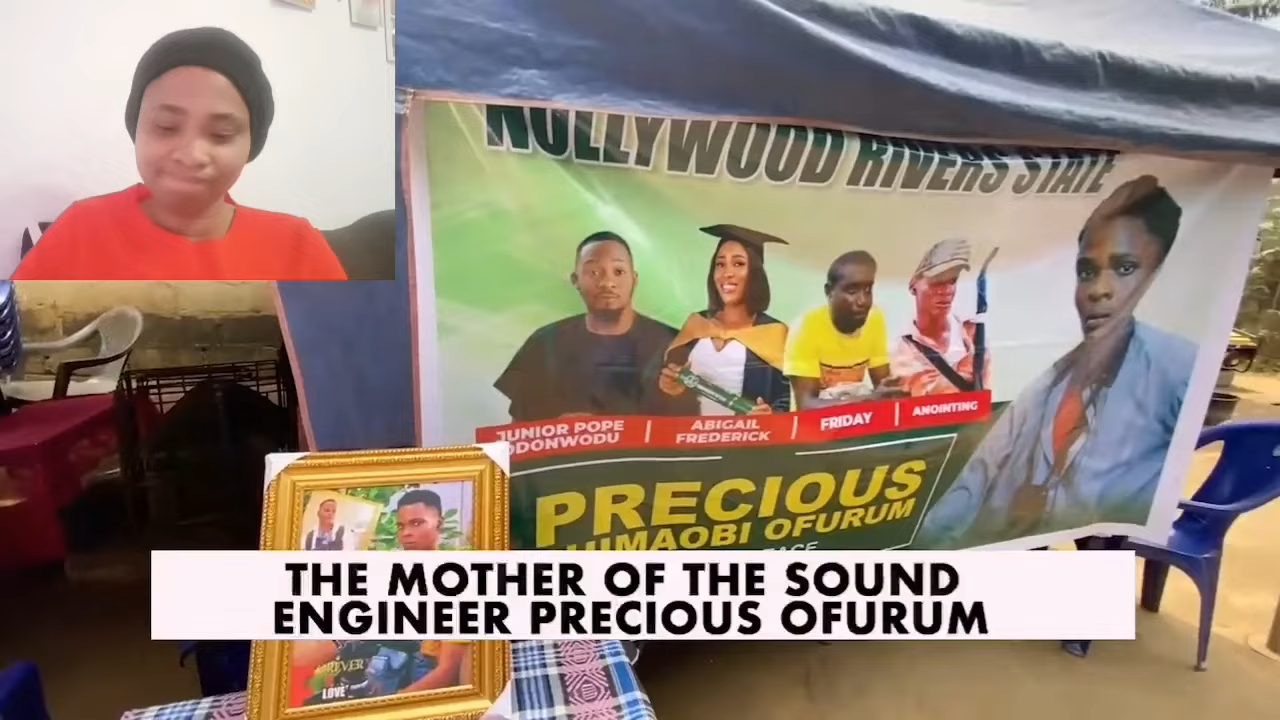 NOLLYWOOD RIVERS STATE
JUNIOR POPE
ODONWODU
ABIGAIL
FREDERICK
FRIDAY
ANOINTING
PRECIOUS
OFURUM
THE MOTHER OF THE SOUND
ENGINEER PRECIOUS OFURUM
LOVE